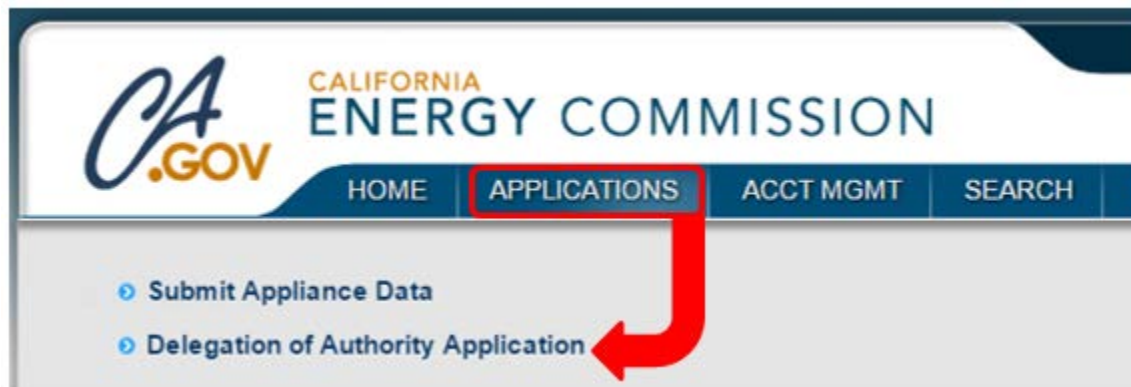 CA
.GOV
CALIFORNIA
ENERGY COMMISSION
HOME APPLICATIONS ACCT MGMT SEARCH
Submit Appliance Data
Delegation of Authority Application